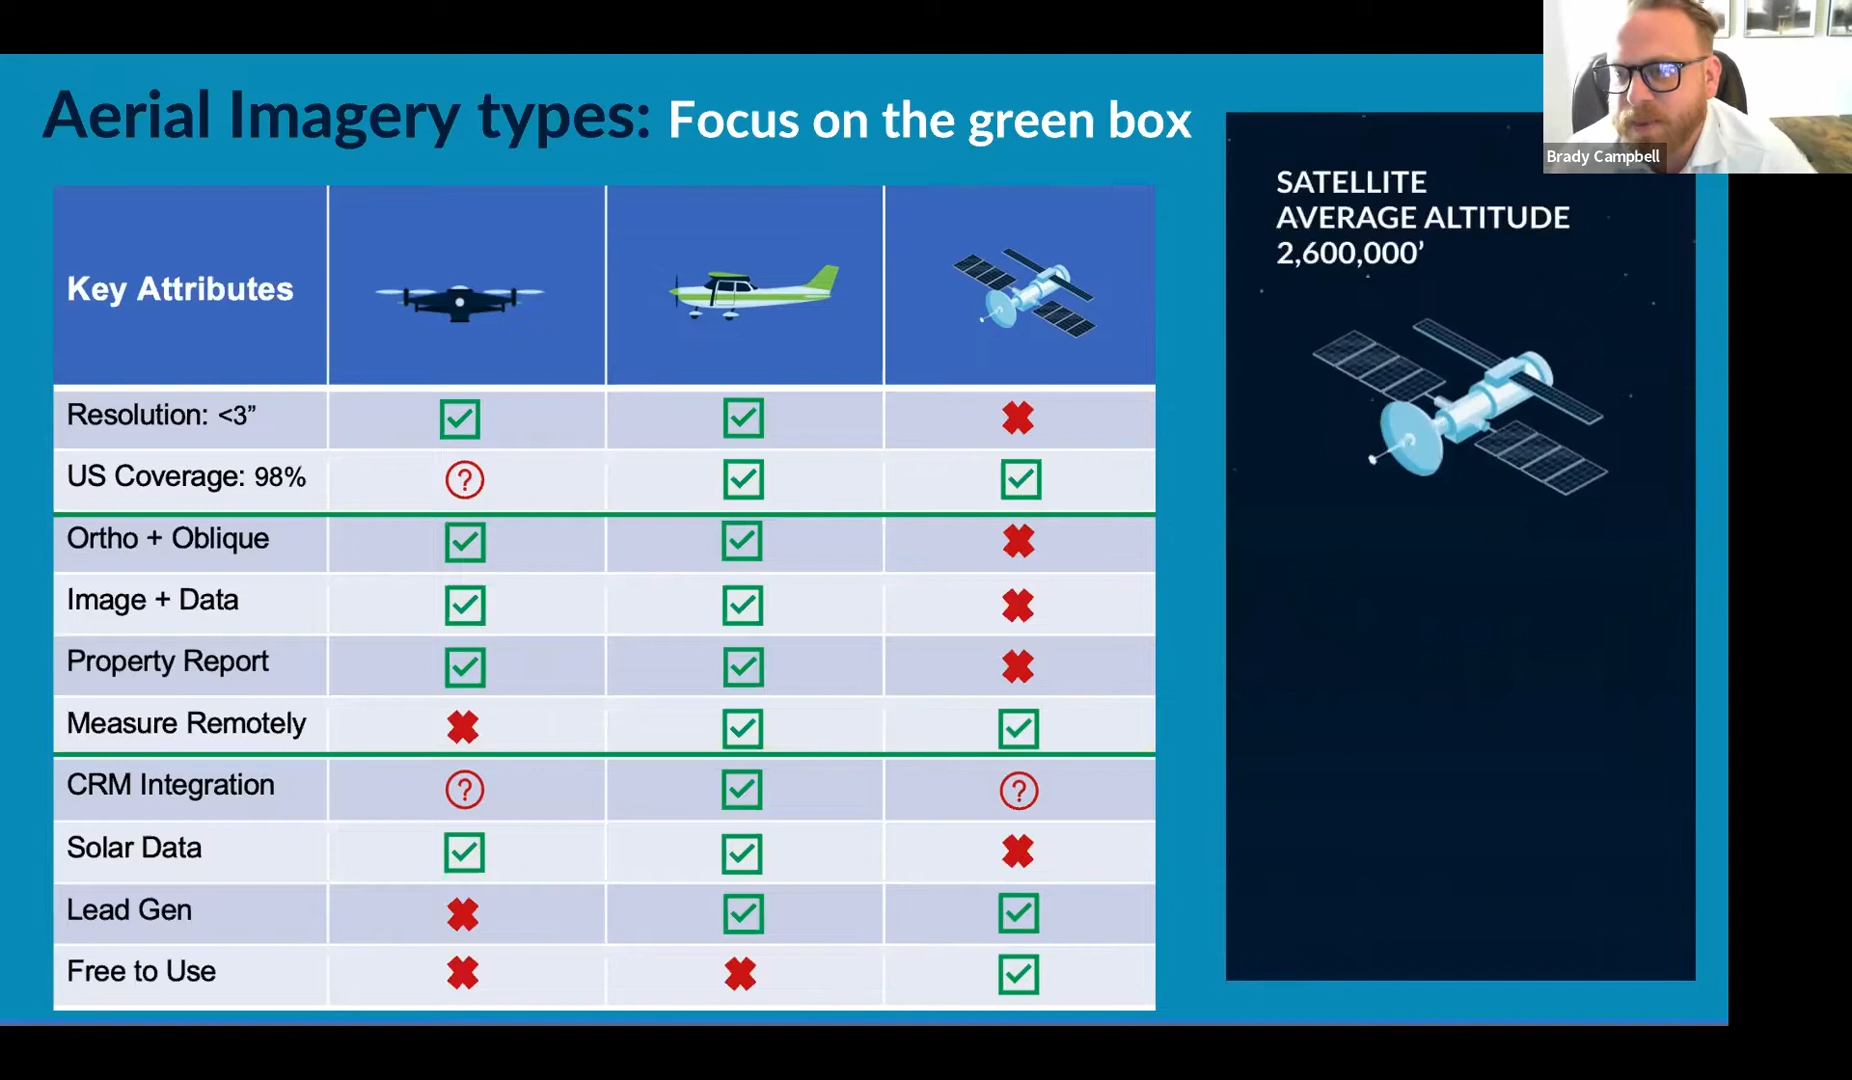 Aerial Imagery types: Focus on the green box
Brady Campbell
SATELLITE
AVERAGE ALTITUDE
2,600,000’
Key Attributes
Resolution: <3”
US Coverage: 98%
?
Ortho + Oblique
Image + Data
Property Report
Measure Remotely
CRM Integration
? ?
Solar Data
Lead Gen
Free to Use